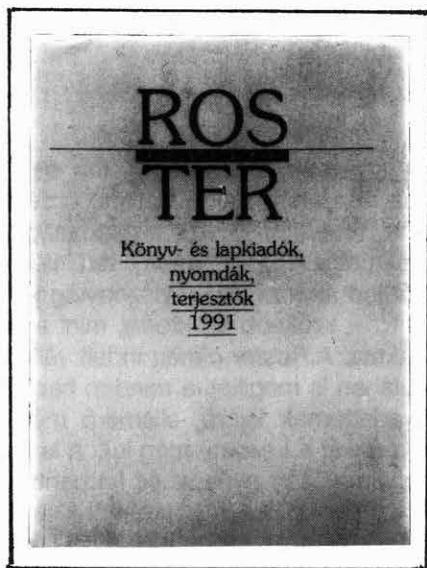 ROS
TER
Könyv- és lapkiadók,
nyomdák,
terjesztők
1991